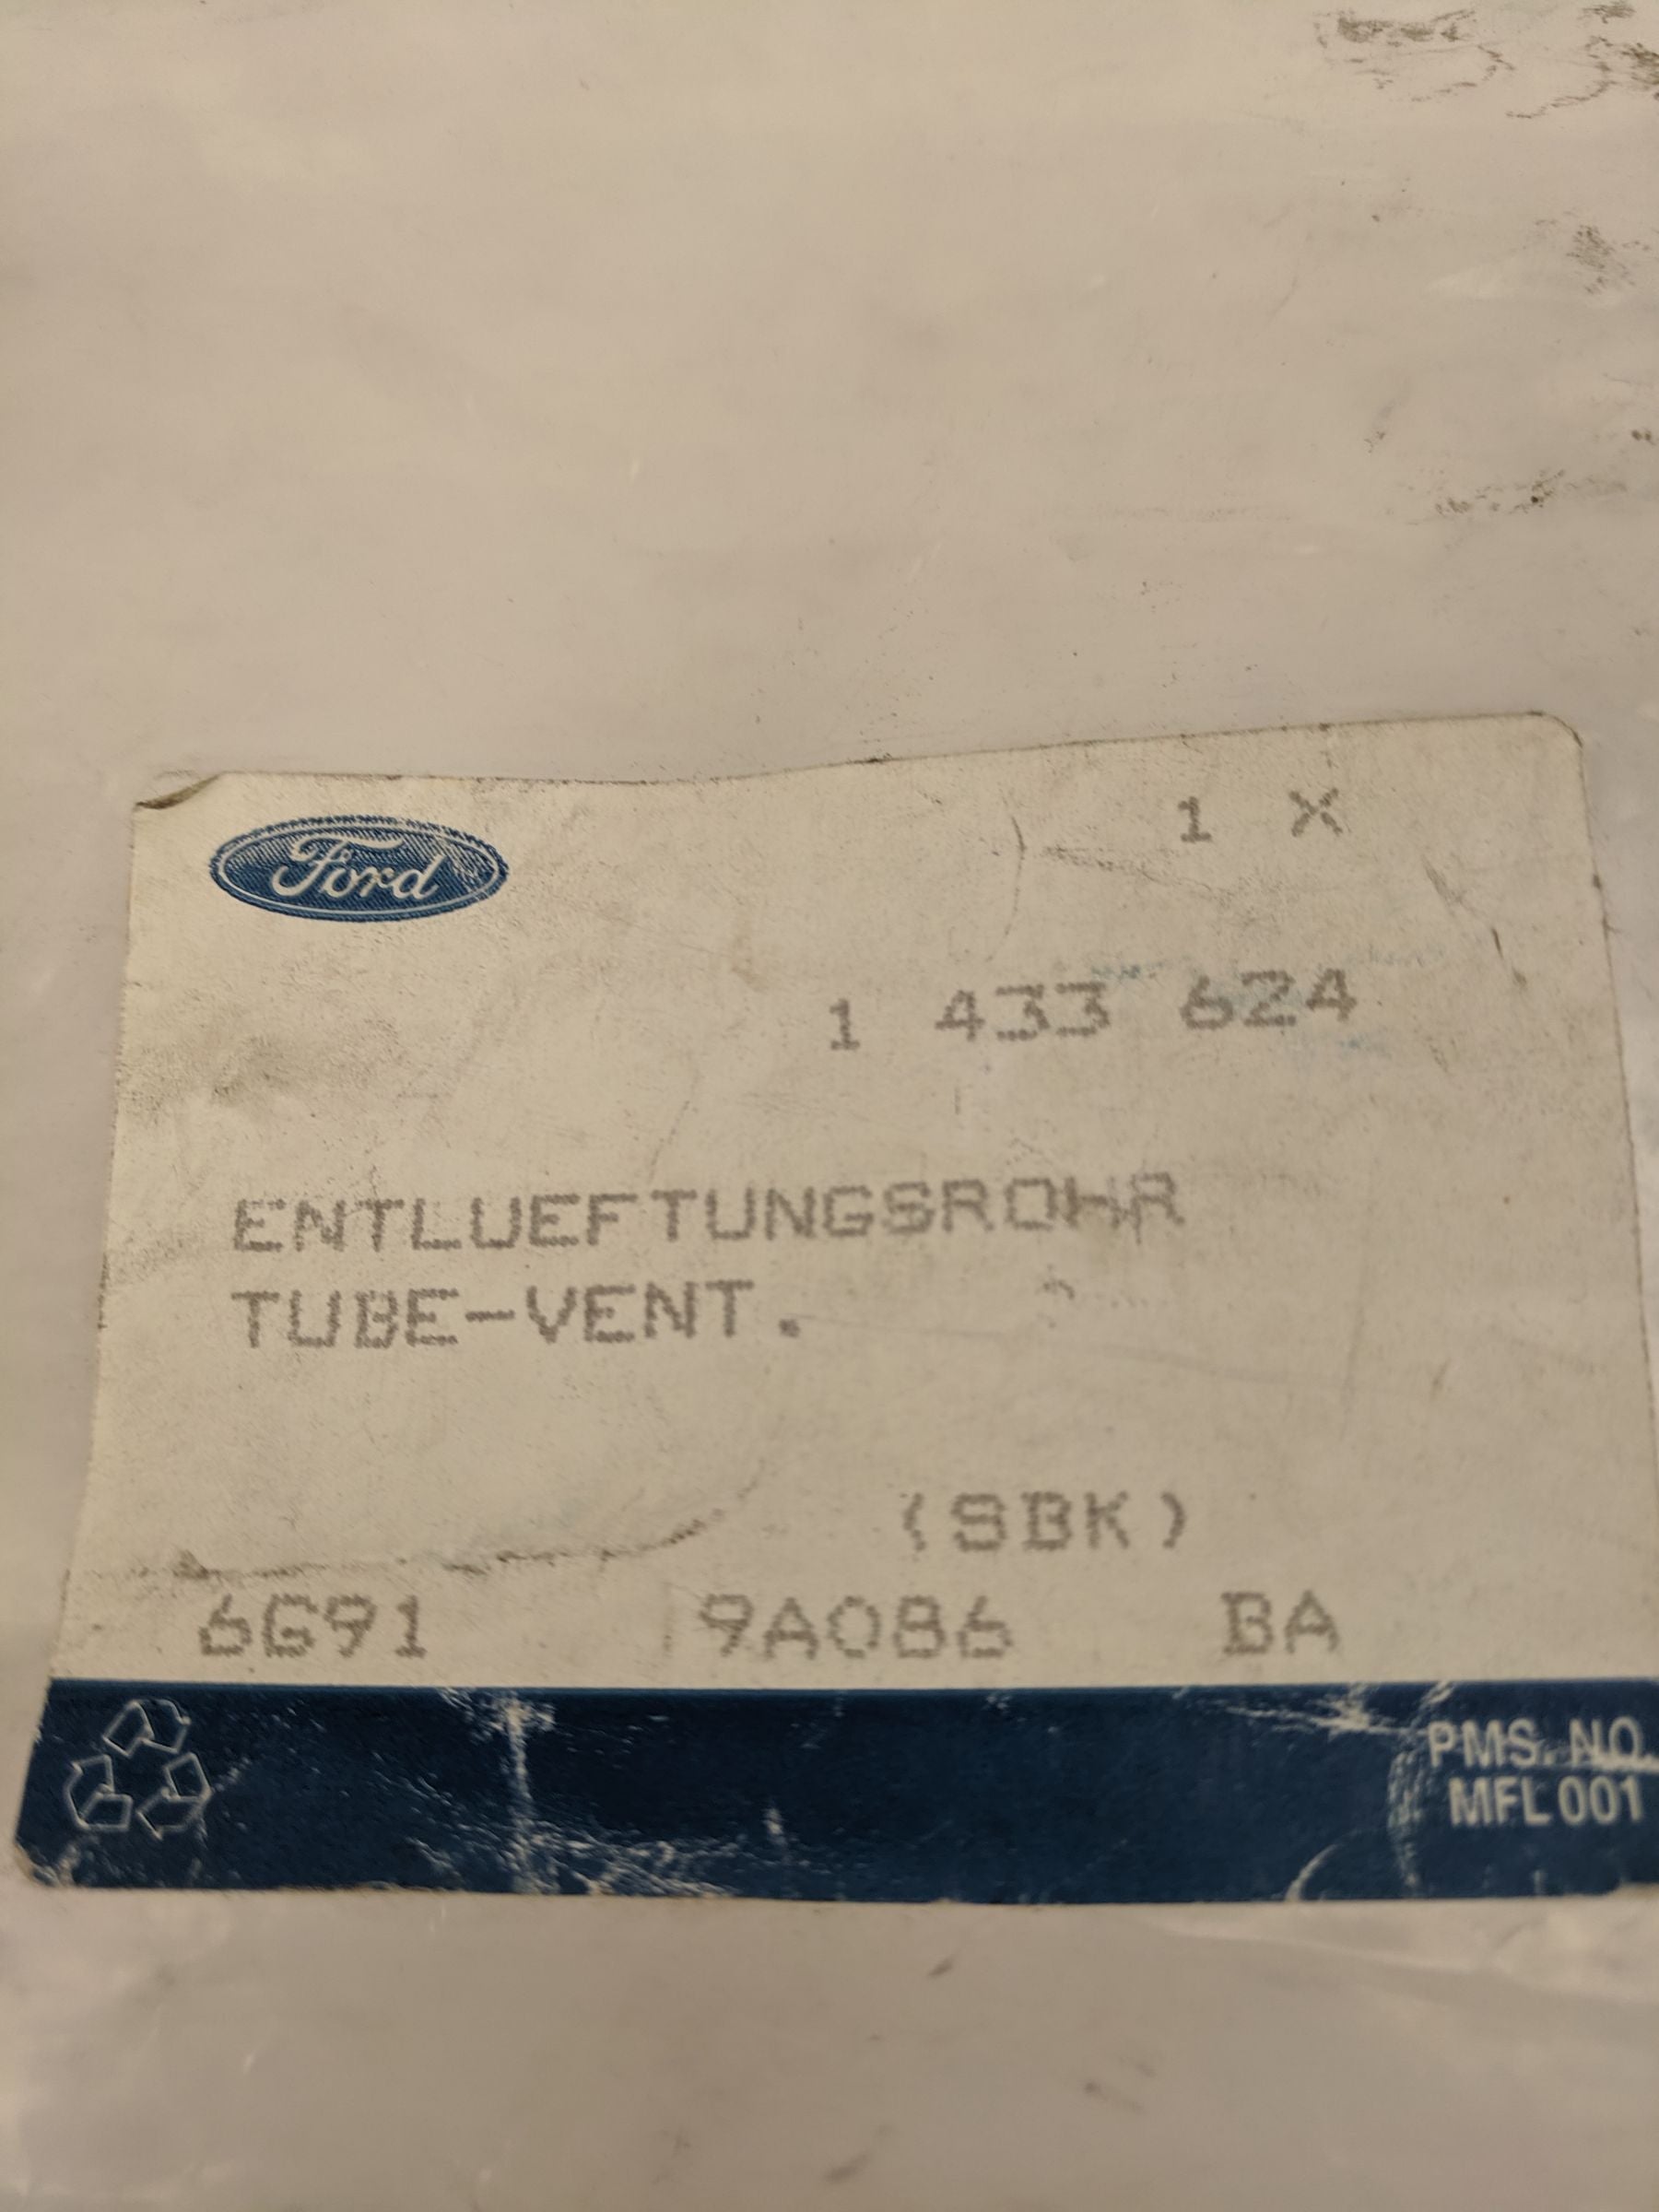 Ford
1 X
1 433 624
ENTLUEFTUNGSROHR
TUBE-VENT.
(SBK)
6G91 9A086 BA
PMS. NO.
MFL 001